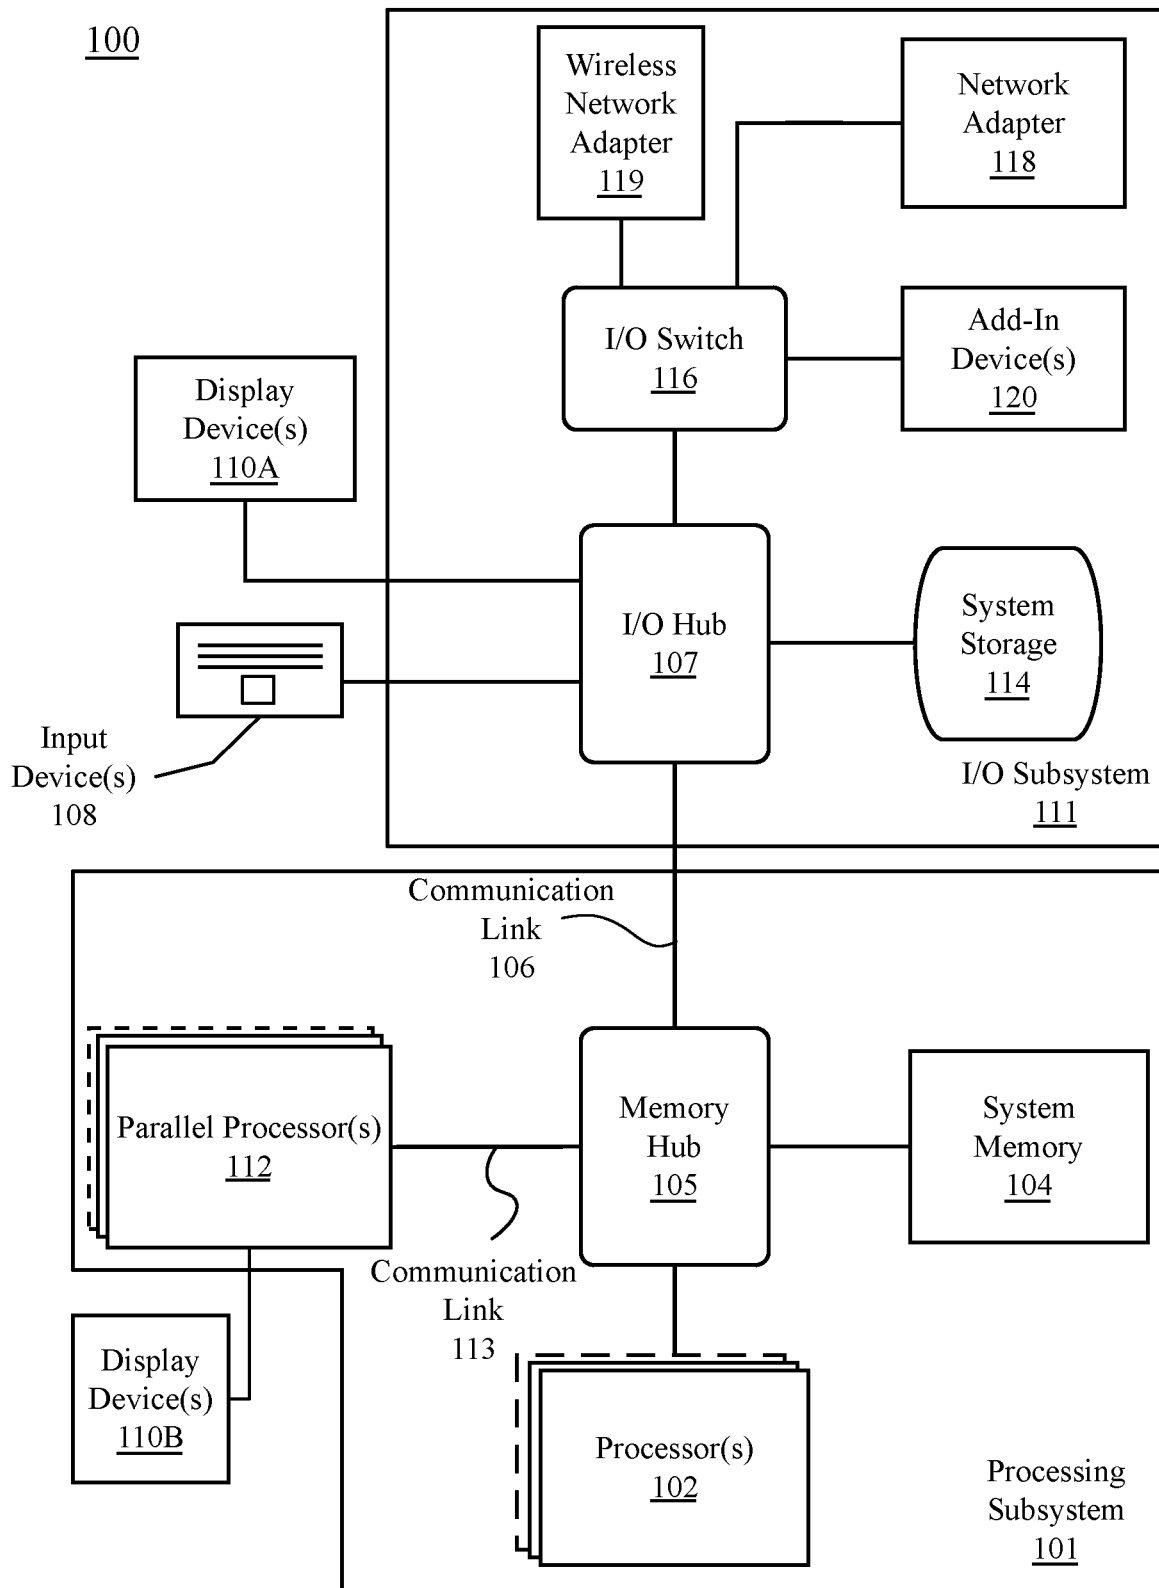 100
Wireless
Network
Adapter
119
Network
Adapter
118
I/O Switch
116
Add-In
Device(s)
120
Display
Device(s)
110A
I/O Hub
107
System
Storage
114
Input
Device(s)
108
I/O Subsystem
111
Communication
Link
106
Parallel Processor(s)
112
Memory
Hub
105
System
Memory
104
Communication
Link
113
Display
Device(s)
110B
Processor(s)
102
Processing
Subsystem
101